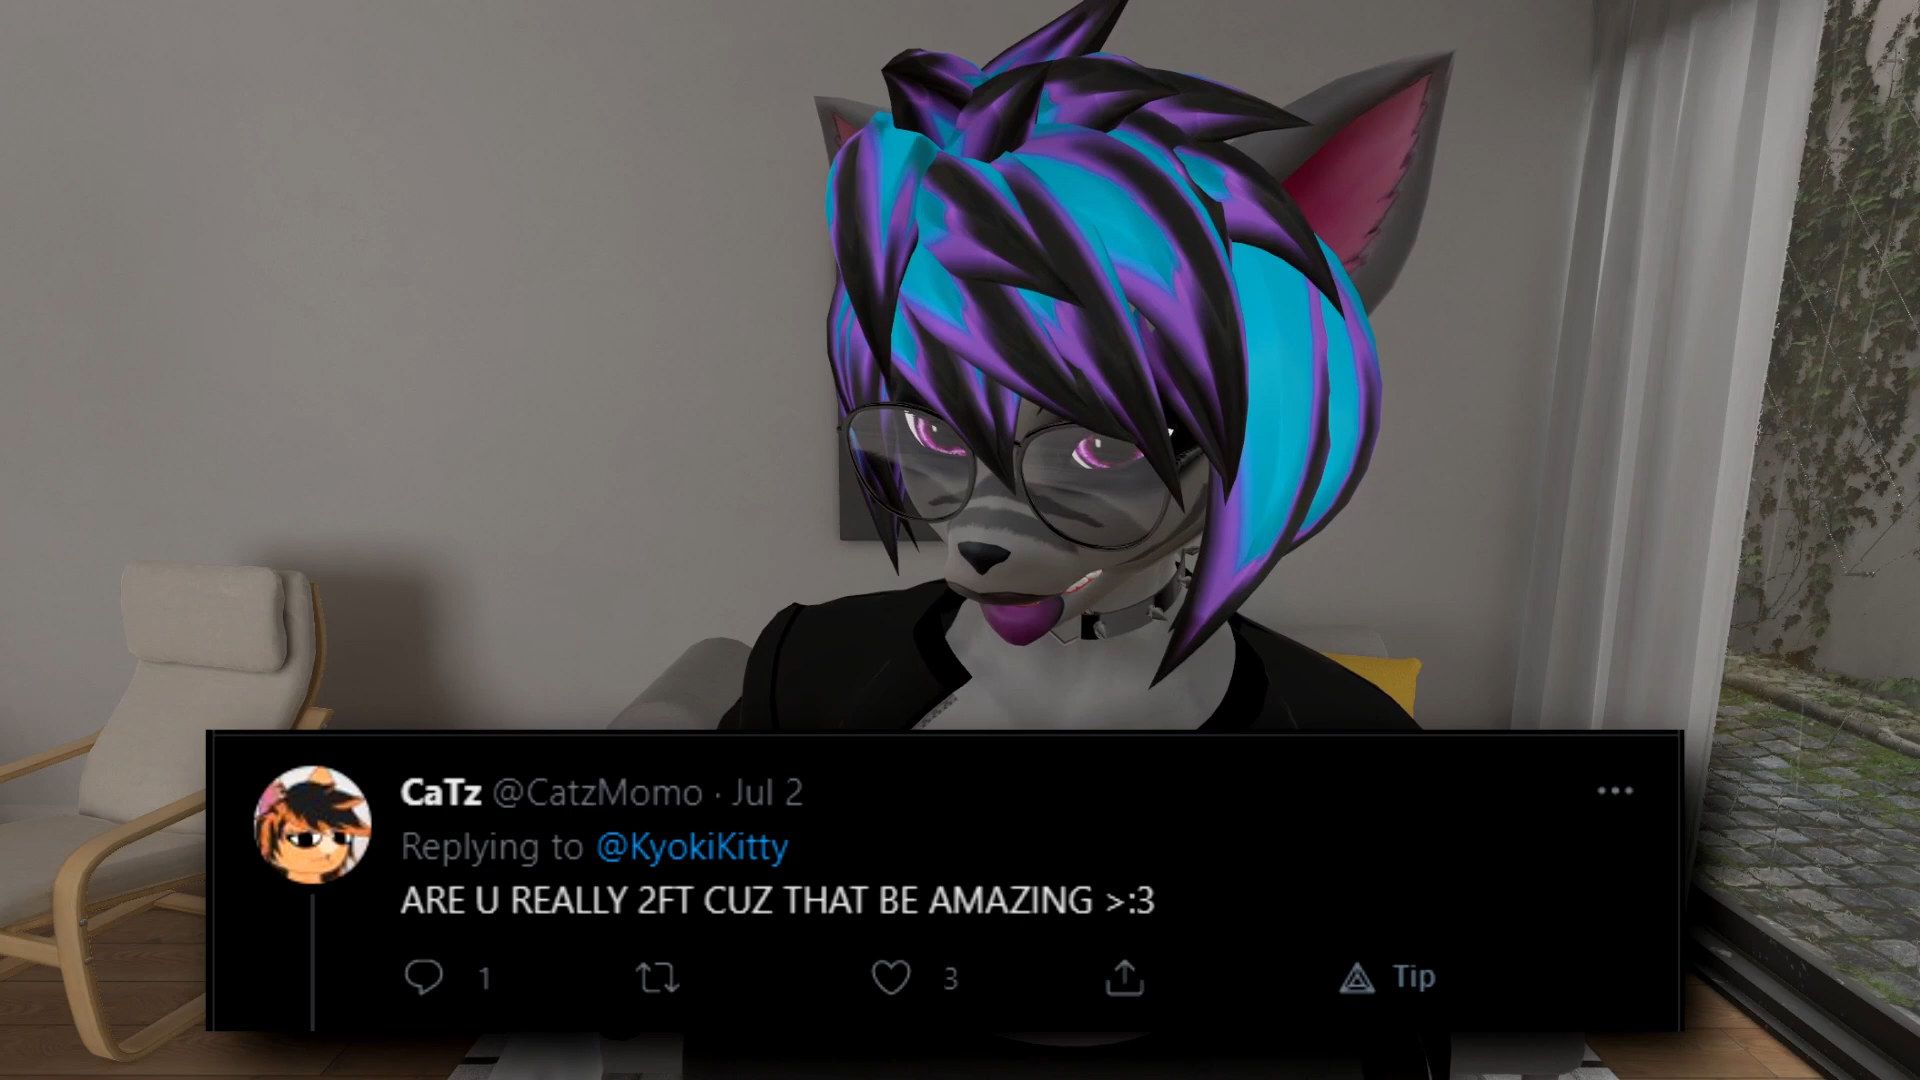 CaTz @CatzMomo · Jul 2
Replying to @KyokiKitty
ARE U REALLY 2FT CUZ THAT BE AMAZING >:3
1 3 Tip